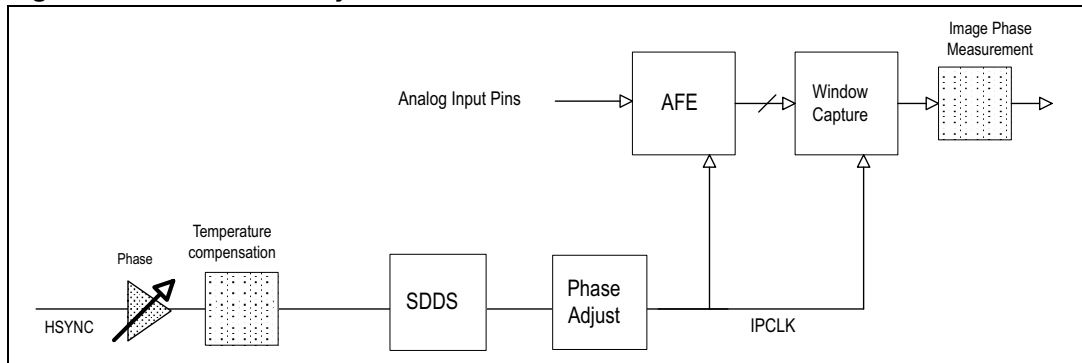 Image Phase
Measurement
Analog Input Pins
AFE
Window
Capture
Temperature
compensation
Phase
SDDS
Phase
Adjust
HSYNC
IPCLK